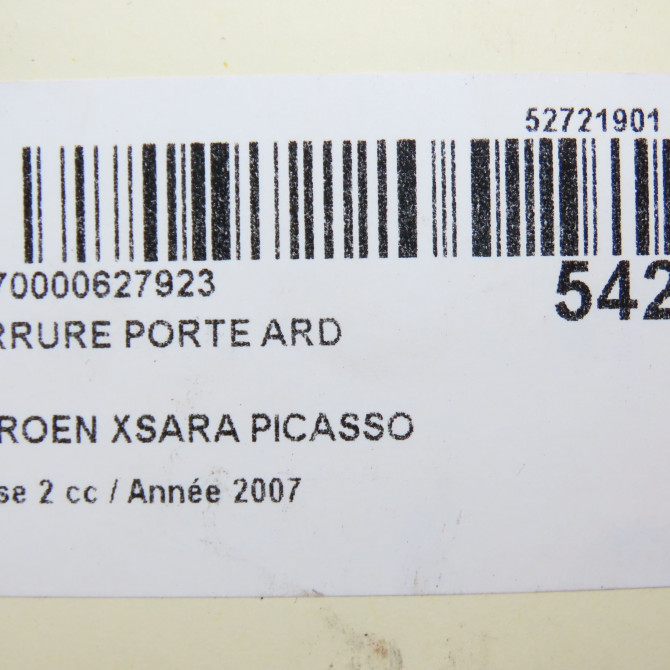 52721901
70000627923
542
RRURE PORTE ARD
ROEN XSARA PICASSO
se 2 cc / Année 2007